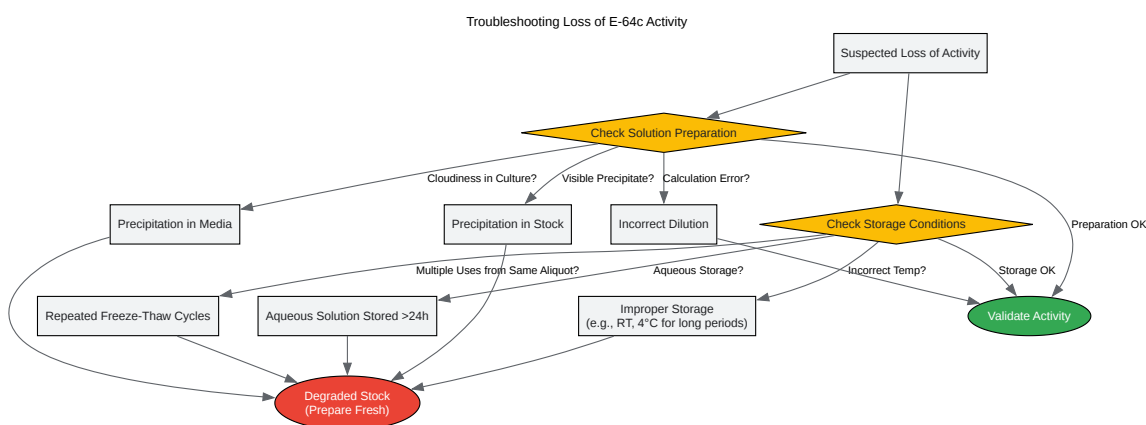 Troubleshooting Loss of E-64c Activity
Suspected Loss of Activity
Check Solution Preparation
Cloudiness in Culture?
Visible Precipitate?
Calculation Error?
Precipitation in Media
Precipitation in Stock
Incorrect Dilution
Check Storage Conditions
Preparation OK
Multiple Uses from Same Aliquot?
Aqueous Storage?
Incorrect Temp?
Storage OK
Repeated Freeze-Thaw Cycles
Aqueous Solution Stored >24h
Improper Storage
(e.g., RT, 4°C for long periods)
Validate Activity
Degraded Stock
(Prepare Fresh)